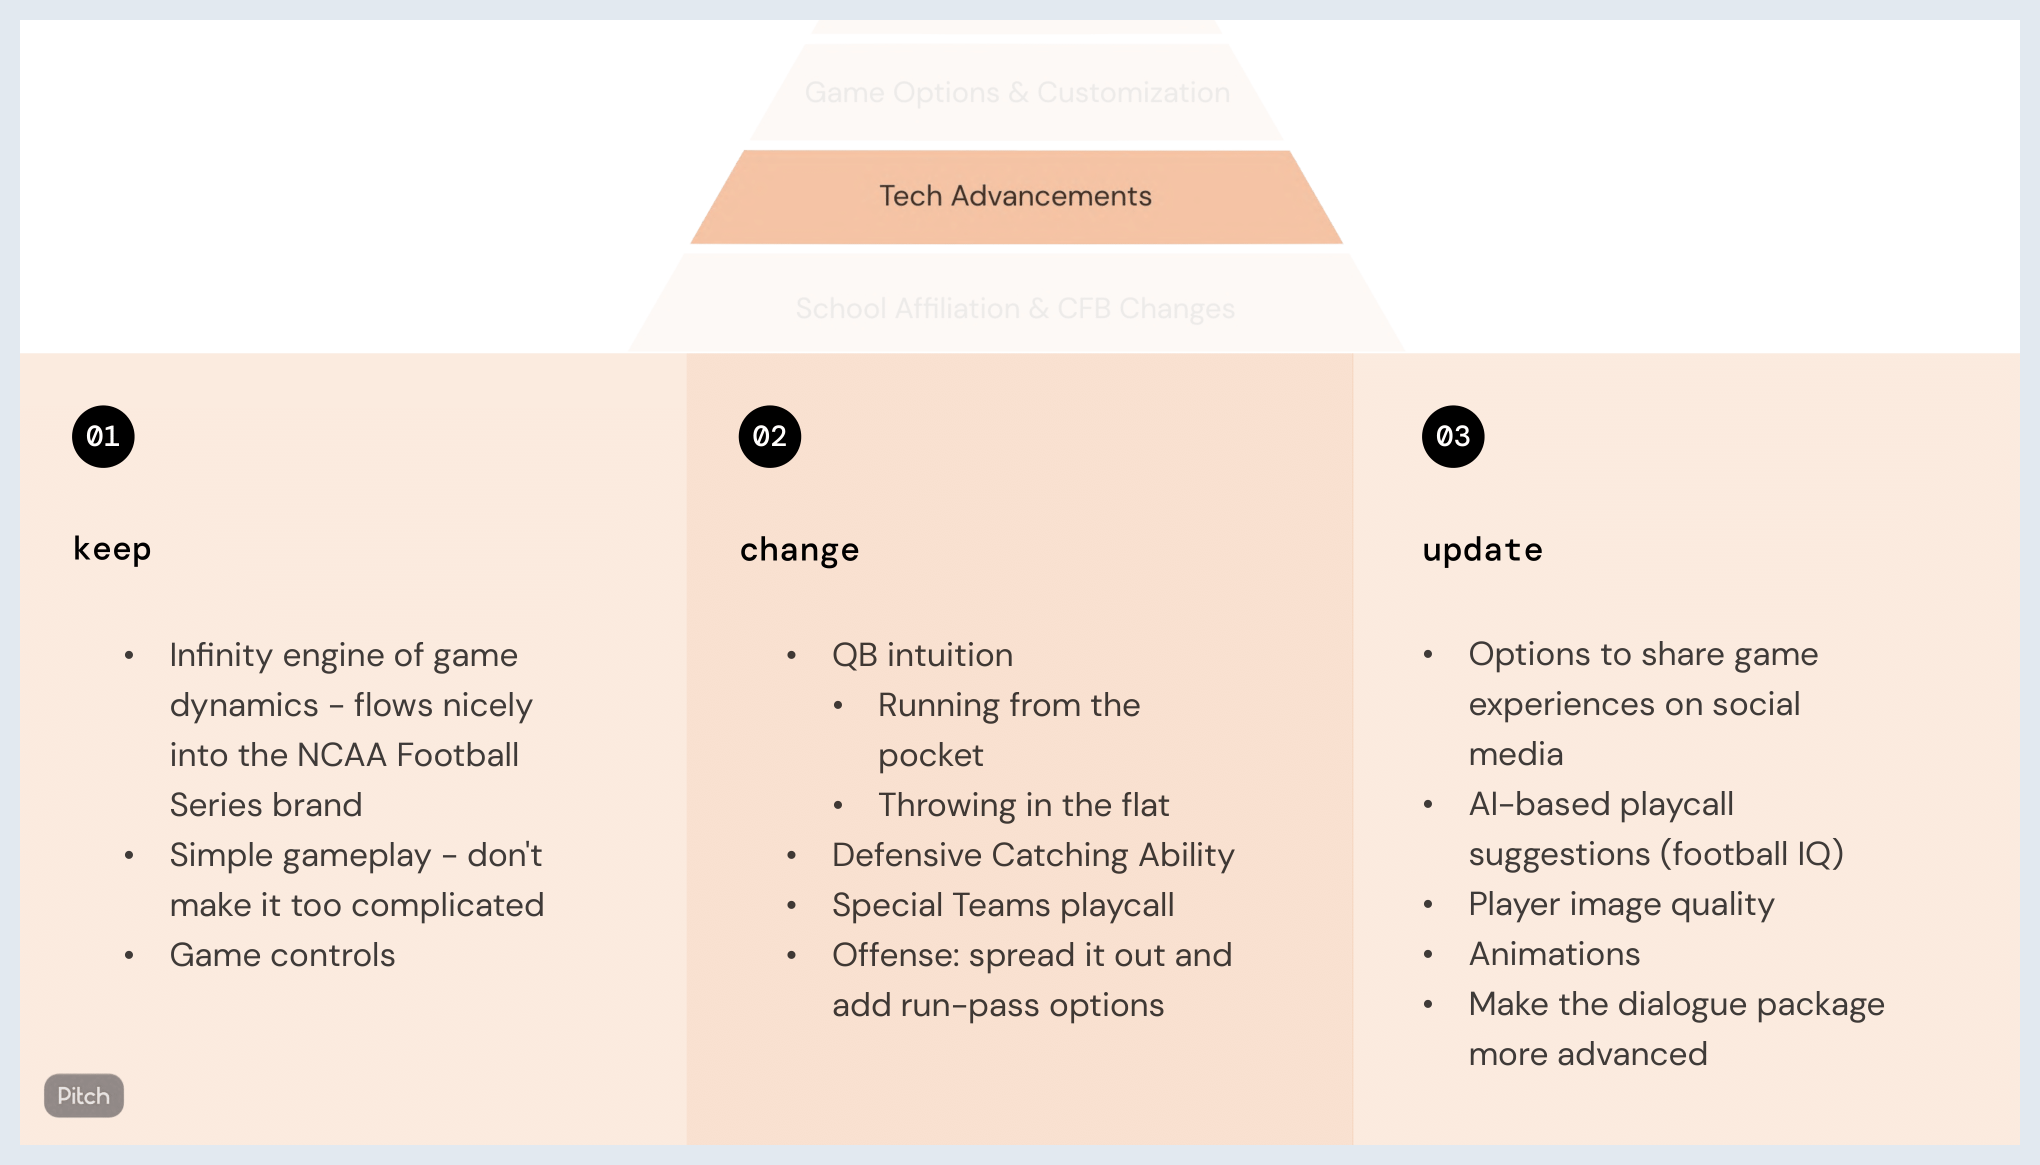 Game Options & Customization
Tech Advancements
School Affiliation & CFB Changes
01
keep
• Infinity engine of game
dynamics - flows nicely
into the NCAA Football
Series brand
• Simple gameplay - don't
make it too complicated
• Game controls
02
change
• QB intuition
• Running from the
pocket
• Throwing in the flat
• Defensive Catching Ability
• Special Teams playcall
• Offense: spread it out and
add run-pass options
03
update
• Options to share game
experiences on social
media
• AI-based playcall
suggestions (football IQ)
• Player image quality
• Animations
• Make the dialogue package
more advanced
Pitch